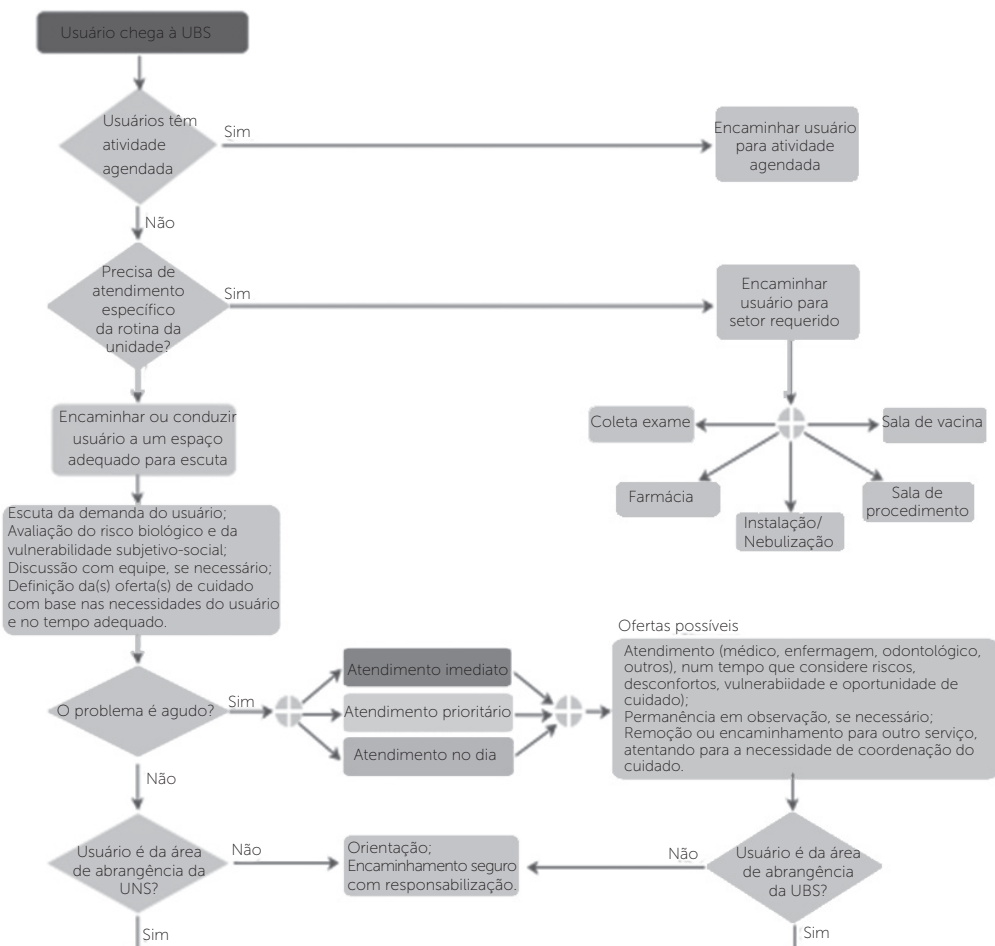 Usuário chega à UBS
Usuários têm
atividade
agendada
Sim
Encaminhar usuário
para atividade
agendada
Não
Precisa de
atendimento
específico
da rotina da
unidade?
Sim
Encaminhar
usuário para
setor requerido
Encaminhar ou conduzir
usuário a um espaço
adequado para escuta
Coleta exame
Sala de vacina
Farmácia
Sala de
procedimento
Instalação/
Nebulização
Escuta da demanda do usuário;
Avaliação do risco biológico e da
vulnerabilidade subjetivo-social;
Discussão com equipe, se necessário;
Definição da(s) oferta(s) de cuidado
com base nas necessidades do usuário
e no tempo adequado.
O problema é agudo?
Sim
Atendimento imediato
Atendimento prioritário
Atendimento no dia
Ofertas possíveis
Atendimento (médico, enfermagem, odontológico,
outros), num tempo que considere riscos,
desconfortos, vulnerabiidade e oportunidade de
cuidado);
Permanência em observação, se necessário;
Remoção ou encaminhamento para outro serviço,
atentando para a necessidade de coordenação do
cuidado.
Não
Usuário é da área
de abrangência da
UNS?
Não
Orientação;
Encaminhamento seguro
com responsabilização.
Não
Usuário é da área
de abrangência
da UBS?
Sim
Sim